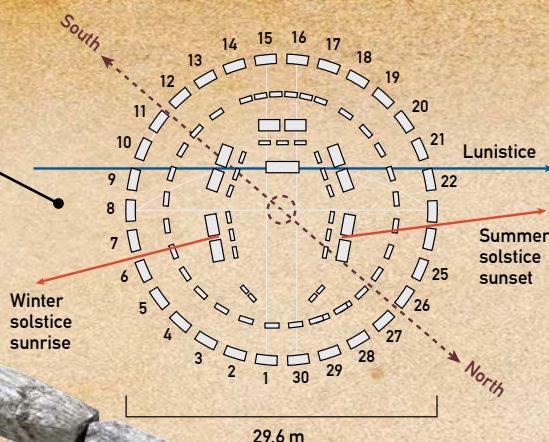 South
15 16
14 17
13 18
12 19
11 20
10 21
Lunistice
9 22
8
7
Summer
solstice
sunset
6 25
Winter
solstice
sunrise
5 26
4 27
3 28
2 29
1 30
North
29.6 m